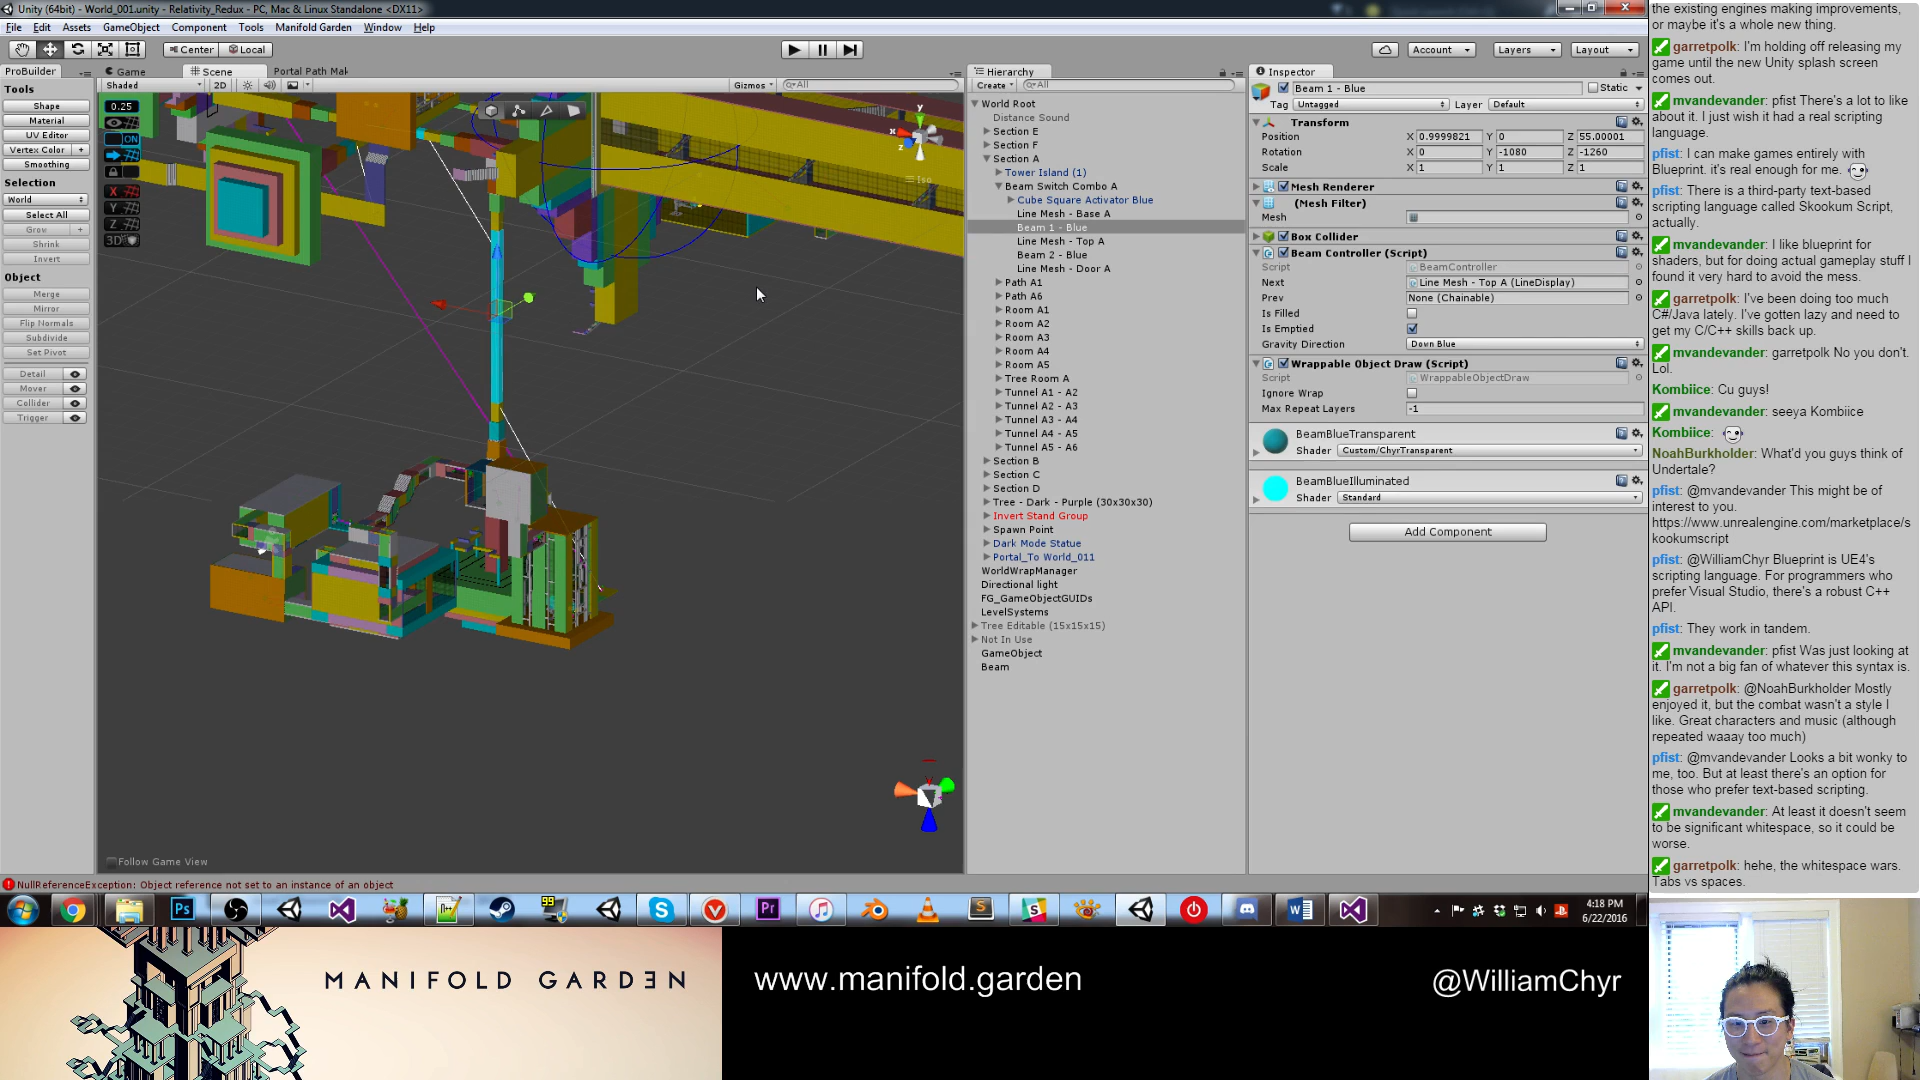 Unity (64bit) - World_001.unity - Relativity_Redux - PC, Mac & Linux Standalone <DX11>
File Edit Assets GameObject Component Tools Manifold Garden Window Help
Center Local
Account Layers Layout
ProBuilder
Game Scene Portal Path Mak
Shaded 2D Gizmos All
Tools
Shape
Material
UV Editor
Vertex Color +
Smoothing
Selection
World
Select All
Grow +
Shrink
Invert
Object
Merge
Mirror
Flip Normals
Subdivide
Set Pivot
Detail
Mover
Collider
Trigger
0.25
ON
X
Y
Z
3D
y
x
z
Iso
Follow Game View
Hierarchy
Create All
World Root
Distance Sound
Section E
Section F
Section A
Tower Island (1)
Beam Switch Combo A
Cube Square Activator Blue
Line Mesh - Base A
Beam 1 - Blue
Line Mesh - Top A
Beam 2 - Blue
Line Mesh - Door A
Path A1
Path A6
Room A1
Room A2
Room A3
Room A4
Room A5
Tree Room A
Tunnel A1 - A2
Tunnel A2 - A3
Tunnel A3 - A4
Tunnel A4 - A5
Tunnel A5 - A6
Section B
Section C
Section D
Tree - Dark - Purple (30x30x30)
Invert Stand Group
Spawn Point
Dark Mode Statue
Portal_To World_011
WorldWrapManager
Directional light
FG_GameObjectGUIDs
LevelSystems
Tree Editable (15x15x15)
Not In Use
GameObject
Beam
Inspector
Beam 1 - Blue Static
Tag Untagged Layer Default
Transform
Position X 0.9999821 Y 0 Z 55.00001
Rotation X 0 Y -1080 Z -1260
Scale X 1 Y 1 Z 1
Mesh Renderer
(Mesh Filter)
Mesh
Box Collider
Beam Controller (Script)
Script BeamController
Next Line Mesh - Top A (LineDisplay)
Prev None (Chainable)
Is Filled
Is Emptied
Gravity Direction Down Blue
Wrappable Object Draw (Script)
Script WrappableObjectDraw
Ignore Wrap
Max Repeat Layers -1
BeamBlueTransparent
Shader Custom/ChyrTransparent
BeamBlueIlluminated
Shader Standard
Add Component
NullReferenceException: Object reference not set to an instance of an object
4:18 PM
6/22/2016
the existing engines making improvements,
or maybe it's a whole new thing.
garretpolk: I'm holding off releasing my
game until the new Unity splash screen
comes out.
mvandevander: pfist There's a lot to like
about it. I just wish it had a real scripting
language.
pfist: I can make games entirely with
Blueprint. it's real enough for me.
pfist: There is a third-party text-based
scripting language called Skookum Script,
actually.
mvandevander: I like blueprint for
shaders, but for doing actual gameplay stuff I
found it very hard to avoid the mess.
garretpolk: I've been doing too much
C#/Java lately. I've gotten lazy and need to
get my C/C++ skills back up.
mvandevander: garretpolk No you don't.
Lol.
Kombiice: Cu guys!
mvandevander: seeya Kombiice
Kombiice:
NoahBurkholder: What'd you guys think of
Undertale?
pfist: @mvandevander This might be of
interest to you.
https://www.unrealengine.com/marketplace/s
kookumscript
pfist: @WilliamChyr Blueprint is UE4's
scripting language. For programmers who
prefer Visual Studio, there's a robust C++
API.
pfist: They work in tandem.
mvandevander: pfist Was just looking at
it. I'm not a big fan of whatever this syntax is.
garretpolk: @NoahBurkholder Mostly
enjoyed it, but the combat wasn't a style I
like. Great characters and music (although
repeated waaay too much)
pfist: @mvandevander Looks a bit wonky to
me, too. But at least there's an option for
those who prefer text-based scripting.
mvandevander: At least it doesn't seem
to be significant whitespace, so it could be
worse.
garretpolk: hehe, the whitespace wars.
Tabs vs spaces.
MANIFOLD GARDEN
www.manifold.garden
@WilliamChyr